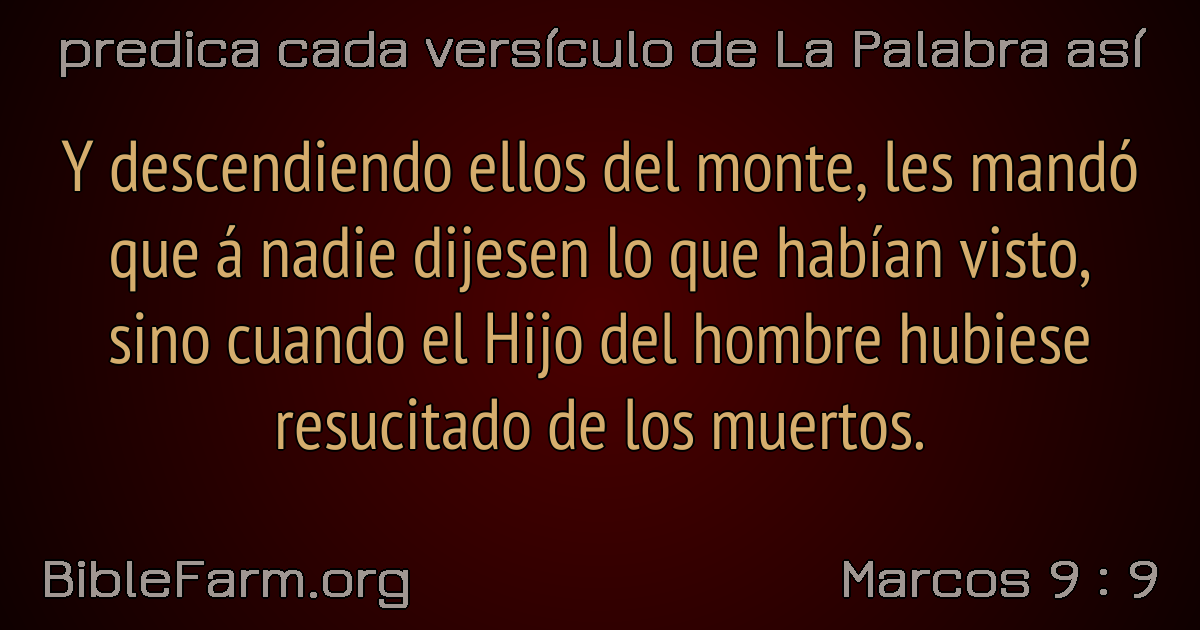 predica cada versículo de La Palabra así
Y descendiendo ellos del monte, les mandó
que á nadie dijesen lo que habían visto,
sino cuando el Hijo del hombre hubiese
resucitado de los muertos.
BibleFarm.org
Marcos 9 : 9